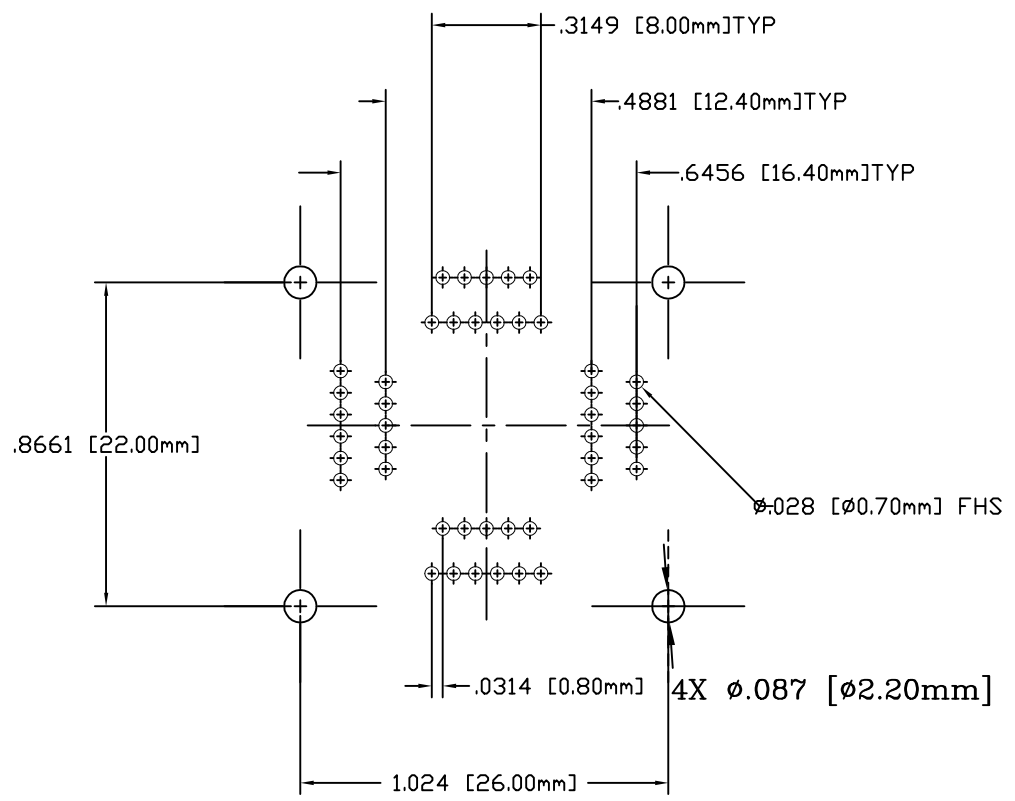 .3149 [8.00mm]TYP
.4881 [12.40mm]TYP
.6456 [16.40mm]TYP
.8661 [22.00mm]
ø.028 [ø0.70mm] FHS
.0314 [0.80mm]
4X ø.087 [ø2.20mm]
1.024 [26.00mm]